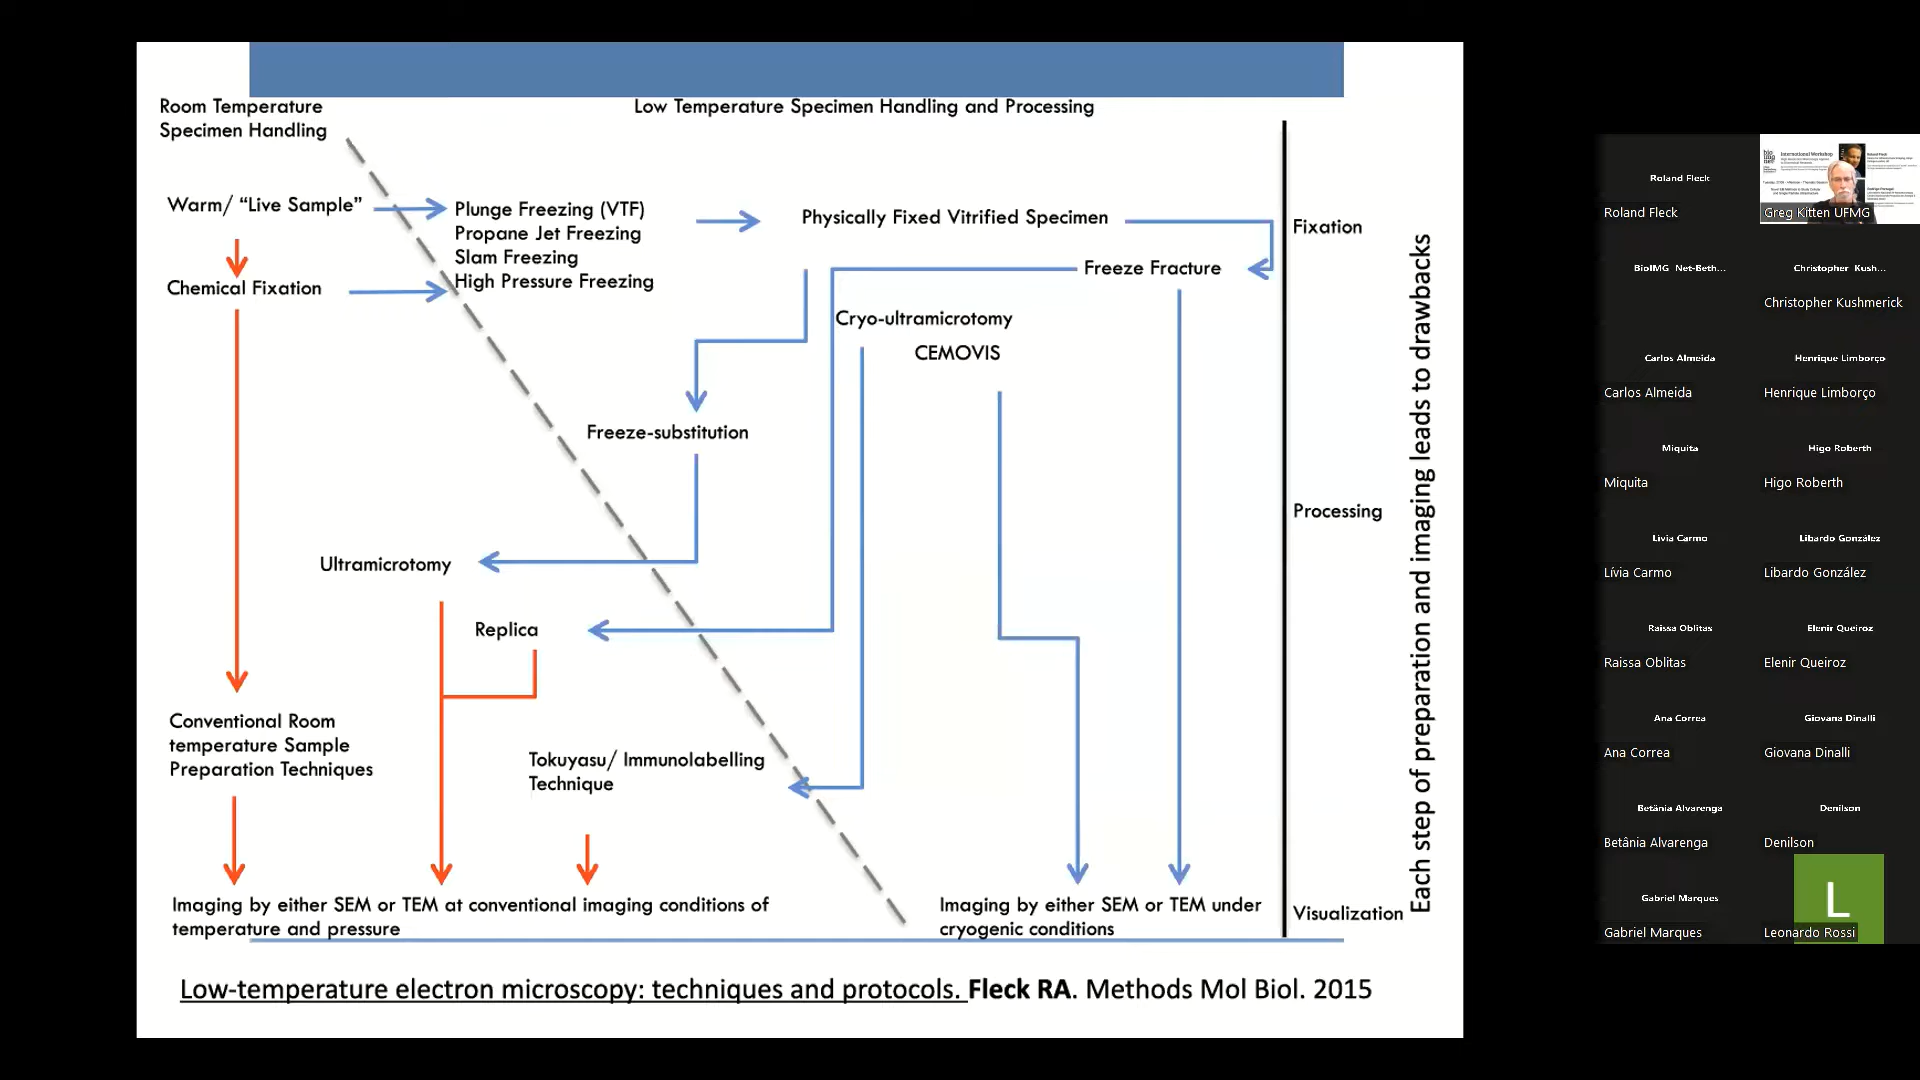 Room Temperature
Specimen Handling
Low Temperature Specimen Handling and Processing
Warm/ “Live Sample”
Plunge Freezing (VTF)
Propane Jet Freezing
Slam Freezing
High Pressure Freezing
Physically Fixed Vitrified Specimen
Fixation
Chemical Fixation
Freeze Fracture
Cryo-ultramicrotomy
CEMOVIS
Freeze-substitution
Processing
Ultramicrotomy
Replica
Conventional Room
temperature Sample
Preparation Techniques
Tokuyasu/ Immunolabelling
Technique
Imaging by either SEM or TEM at conventional imaging conditions of
temperature and pressure
Imaging by either SEM or TEM under
cryogenic conditions
Visualization
Each step of preparation and imaging leads to drawbacks
Low-temperature electron microscopy: techniques and protocols. Fleck RA. Methods Mol Biol. 2015
Roland Fleck
Roland Fleck
International Workshop
Greg Kitten UFMG
BioIMG Net-Beth...
Christopher Kush...
Christopher Kushmerick
Carlos Almeida
Carlos Almeida
Henrique Limborço
Henrique Limborço
Miquita
Miquita
Higo Roberth
Higo Roberth
Lívia Carmo
Lívia Carmo
Libardo González
Libardo González
Raissa Oblitas
Raissa Oblitas
Elenir Queiroz
Elenir Queiroz
Ana Correa
Ana Correa
Giovana Dinalli
Giovana Dinalli
Betânia Alvarenga
Betânia Alvarenga
Denilson
Denilson
Gabriel Marques
Gabriel Marques
L
Leonardo Rossi